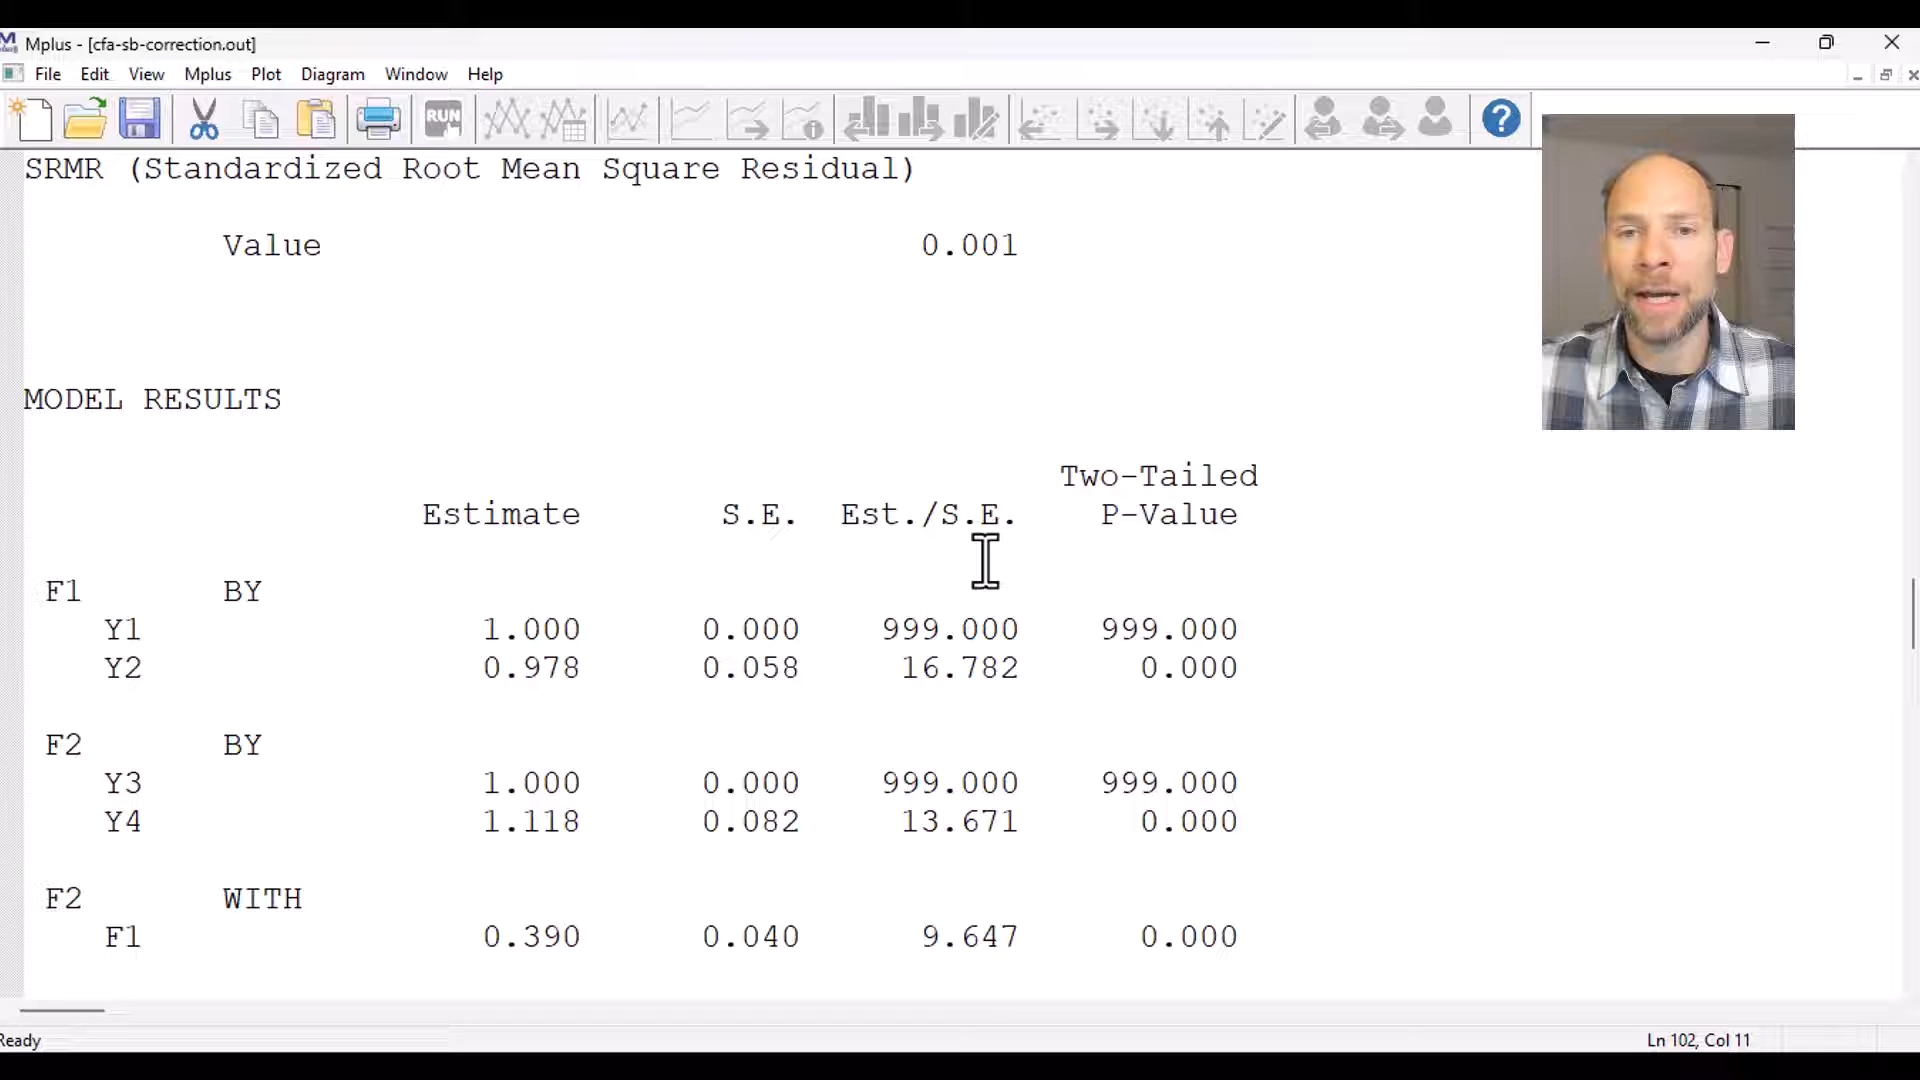 Mplus - [cfa-sb-correction.out]
File Edit View Mplus Plot Diagram Window Help
RUN
SRMR (Standardized Root Mean Square Residual)
Value 0.001
MODEL RESULTS
Two-Tailed
Estimate S.E. Est./S.E. P-Value
F1 BY
Y1 1.000 0.000 999.000 999.000
Y2 0.978 0.058 16.782 0.000
F2 BY
Y3 1.000 0.000 999.000 999.000
Y4 1.118 0.082 13.671 0.000
F2 WITH
F1 0.390 0.040 9.647 0.000
Ready Ln 102, Col 11